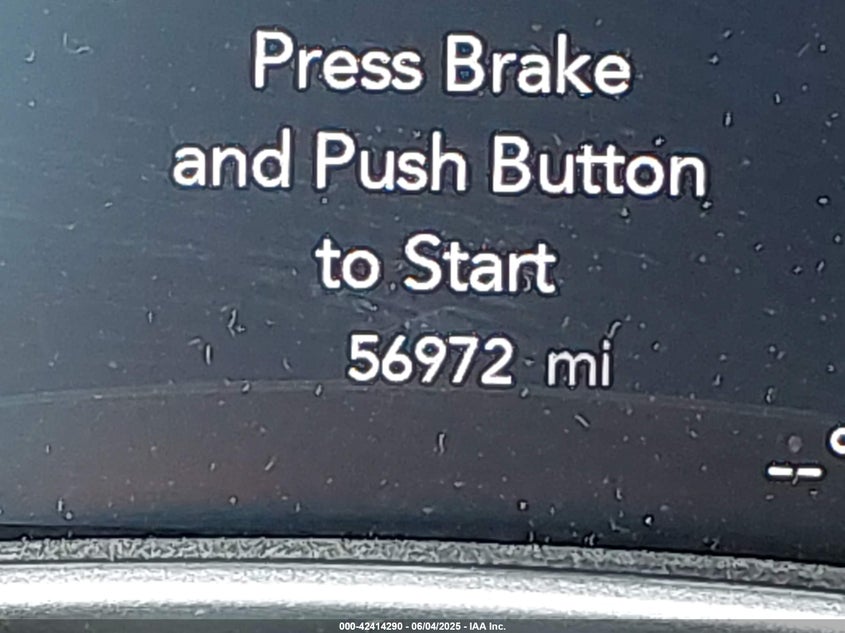 Press Brake
and Push Button
to Start
56972 mi
--°
000-42414290 - 06/04/2025 - IAA Inc.